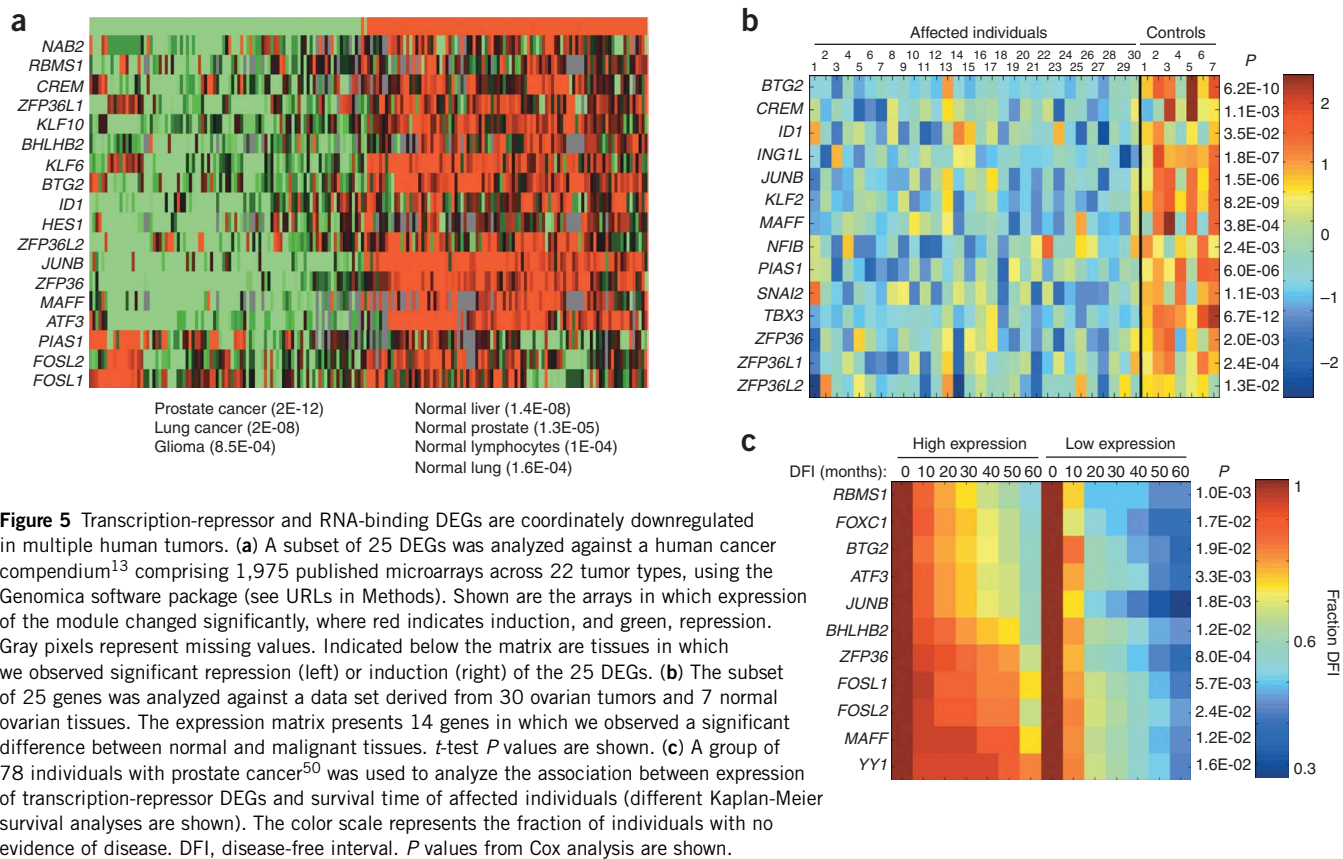 a
NAB2
RBMS1
CREM
ZFP36L1
KLF10
BHLHB2
KLF6
BTG2
ID1
HES1
ZFP36L2
JUNB
ZFP36
MAFF
ATF3
PIAS1
FOSL2
FOSL1
Prostate cancer (2E-12)
Lung cancer (2E-08)
Glioma (8.5E-04)
Normal liver (1.4E-08)
Normal prostate (1.3E-05)
Normal lymphocytes (1E-04)
Normal lung (1.6E-04)
b
Affected individuals Controls
2 4 6 8 10 12 14 16 18 20 22 24 26 28 30 2 4 6 P
1 3 5 7 9 11 13 15 17 19 21 23 25 27 29 1 3 5 7
BTG2 6.2E-10
CREM 1.1E-03
ID1 3.5E-02
ING1L 1.8E-07
JUNB 1.5E-06
KLF2 8.2E-09
MAFF 3.8E-04
NFIB 2.4E-03
PIAS1 6.0E-06
SNAI2 1.1E-03
TBX3 6.7E-12
ZFP36 2.0E-03
ZFP36L1 2.4E-04
ZFP36L2 1.3E-02
2
1
0
−1
−2
c
High expression Low expression
DFI (months): 0 10 20 30 40 50 60 0 10 20 30 40 50 60 P
RBMS1 1.0E-03
FOXC1 1.7E-02
BTG2 1.9E-02
ATF3 3.3E-03
JUNB 1.8E-03
BHLHB2 1.2E-02
ZFP36 8.0E-04
FOSL1 5.7E-03
FOSL2 2.4E-02
MAFF 1.2E-02
YY1 1.6E-02
1
0.6
0.3
Fraction DFI
Figure 5 Transcription-repressor and RNA-binding DEGs are coordinately downregulated
in multiple human tumors. (a) A subset of 25 DEGs was analyzed against a human cancer
compendium13 comprising 1,975 published microarrays across 22 tumor types, using the
Genomica software package (see URLs in Methods). Shown are the arrays in which expression
of the module changed significantly, where red indicates induction, and green, repression.
Gray pixels represent missing values. Indicated below the matrix are tissues in which
we observed significant repression (left) or induction (right) of the 25 DEGs. (b) The subset
of 25 genes was analyzed against a data set derived from 30 ovarian tumors and 7 normal
ovarian tissues. The expression matrix presents 14 genes in which we observed a significant
difference between normal and malignant tissues. t-test P values are shown. (c) A group of
78 individuals with prostate cancer50 was used to analyze the association between expression
of transcription-repressor DEGs and survival time of affected individuals (different Kaplan-Meier
survival analyses are shown). The color scale represents the fraction of individuals with no
evidence of disease. DFI, disease-free interval. P values from Cox analysis are shown.